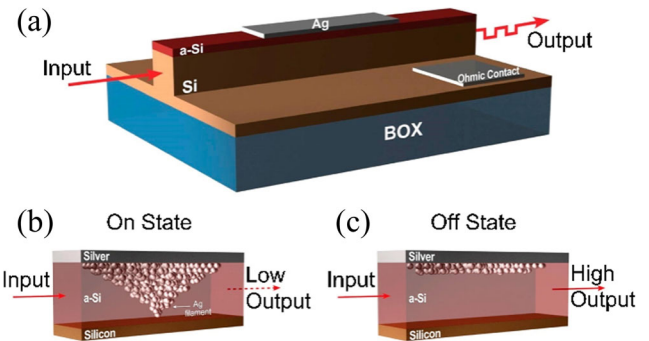 (a)
Ag
a-Si
Output
Input
Si
Ohmic Contact
BOX
(b)
On State
(c)
Off State
Silver
Input
a-Si
Ag
filament
Low
Output
Silicon
Silver
Input
a-Si
High
Output
Silicon